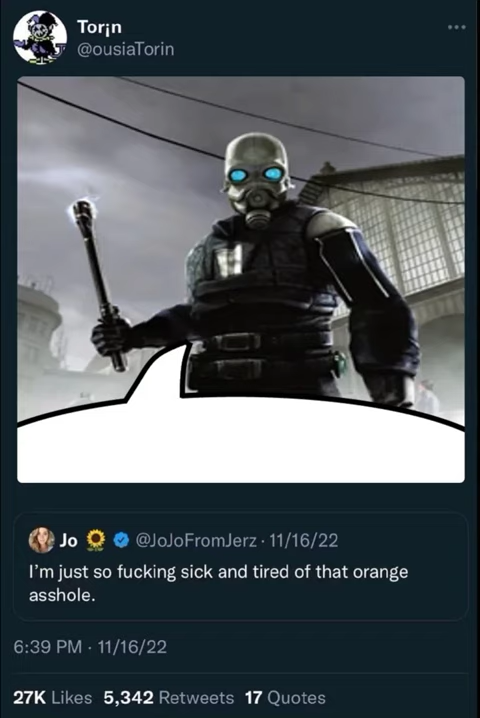 Tor¡n
@ousiaTorin
Jo 🌻 @JoJoFromJerz · 11/16/22
I'm just so fucking sick and tired of that orange
asshole.
6:39 PM · 11/16/22
27K Likes 5,342 Retweets 17 Quotes